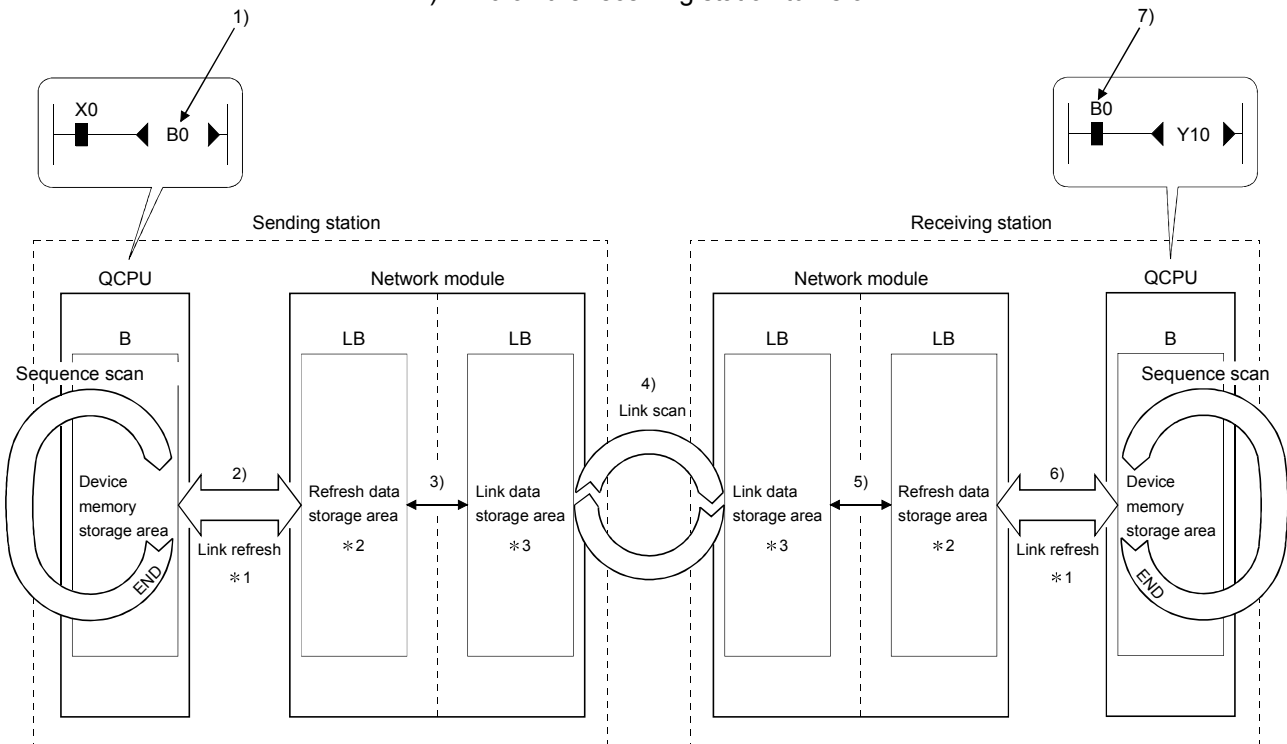 1)
7)
X0
B0
B0
Y10
Sending station
Receiving station
QCPU
Network module
Network module
QCPU
B
LB
LB
LB
LB
B
Sequence scan
Sequence scan
4)
Link scan
Device
memory
storage area
2)
Link refresh
*1
Refresh data
storage area
*2
3)
Link data
storage area
*3
Link data
storage area
*3
5)
Refresh data
storage area
*2
6)
Link refresh
*1
Device
memory
storage area
END
END